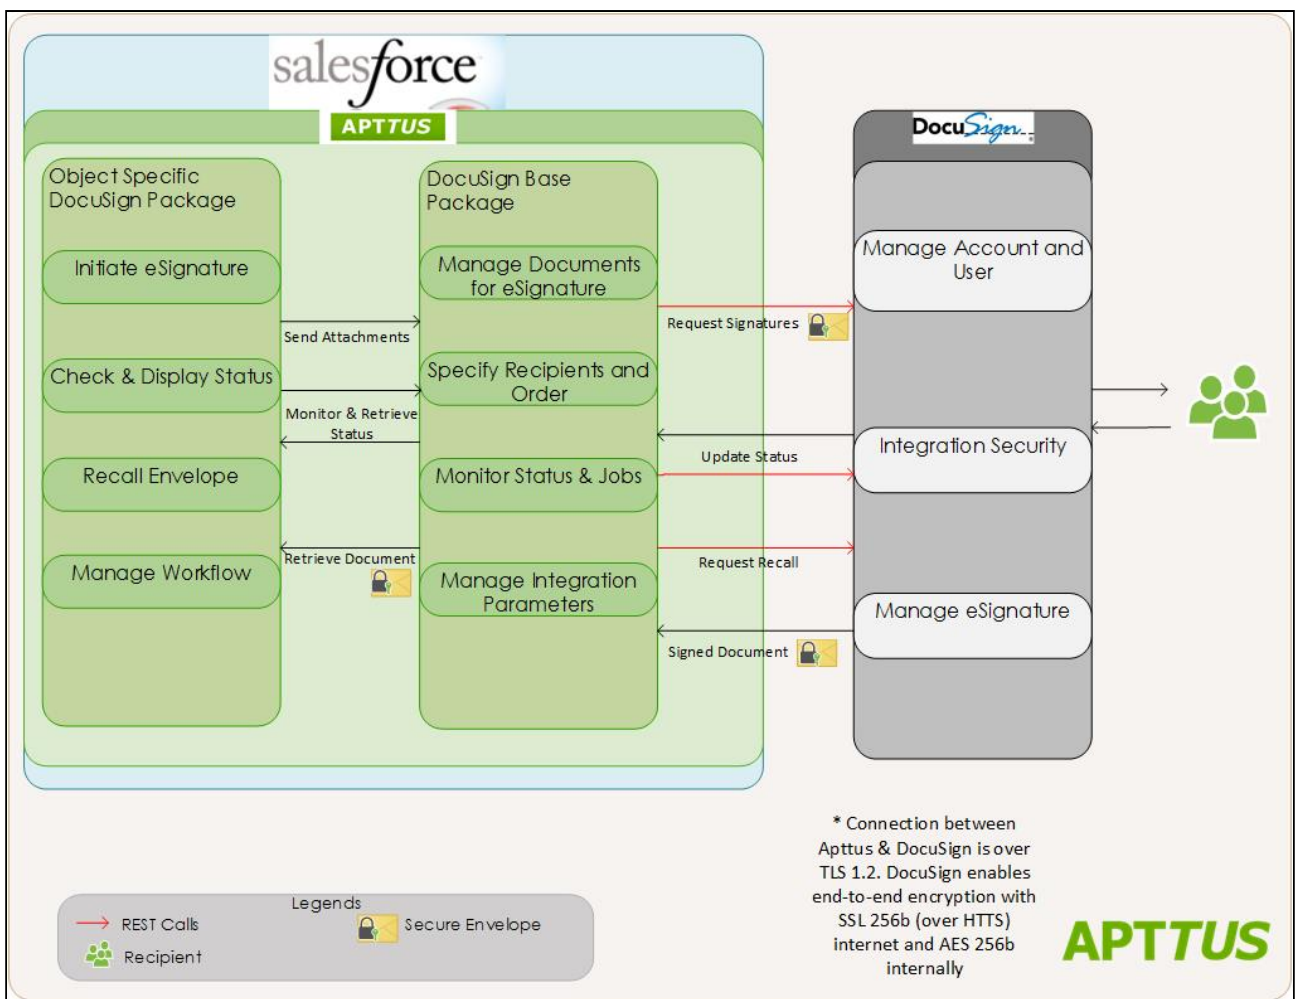 salesforce
APTTUS
Object Specific
DocuSign Package
Initiate eSignature
Check & Display Status
Recall Envelope
Manage Workflow
Send Attachments
Monitor & Retrieve
Status
Retrieve Document
DocuSign Base
Package
Manage Documents
for eSignature
Specify Recipients and
Order
Monitor Status & Jobs
Manage Integration
Parameters
Request Signatures
Update Status
Request Recall
Signed Document
DocuSign
Manage Account and
User
Integration Security
Manage eSignature
* Connection between
Apttus & DocuSign is over
TLS 1.2. DocuSign enables
end-to-end encryption with
SSL 256b (over HTTS)
internet and AES 256b
internally
Legends
REST Calls
Secure Envelope
Recipient
APTTUS